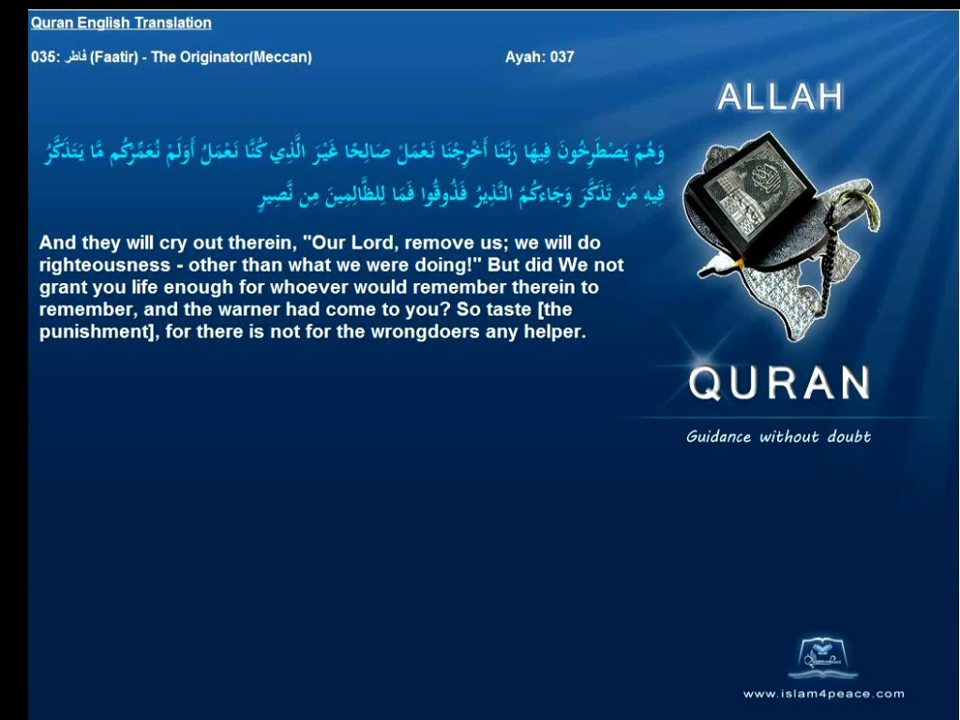 Quran English Translation
035: فاطر (Faatir) - The Originator(Meccan) Ayah: 037
ALLAH
وَهُمْ يَصْطَرِخُونَ فِيهَا رَبَّنَا أَخْرِجْنَا نَعْمَلْ صَالِحًا غَيْرَ الَّذِي كُنَّا نَعْمَلُ أَوَلَمْ نُعَمِّرْكُم مَّا يَتَذَكَّرُ
فِيهِ مَن تَذَكَّرَ وَجَاءكُمُ النَّذِيرُ فَذُوقُوا فَمَا لِلظَّالِمِينَ مِن نَّصِيرٍ
And they will cry out therein, "Our Lord, remove us; we will do
righteousness - other than what we were doing!" But did We not
grant you life enough for whoever would remember therein to
remember, and the warner had come to you? So taste [the
punishment], for there is not for the wrongdoers any helper.
QURAN
Guidance without doubt
www.islam4peace.com